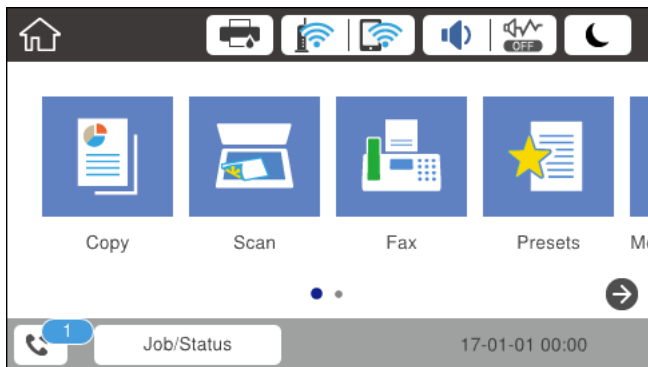 OFF
Copy
Scan
Fax
Presets
1
Job/Status
17-01-01 00:00